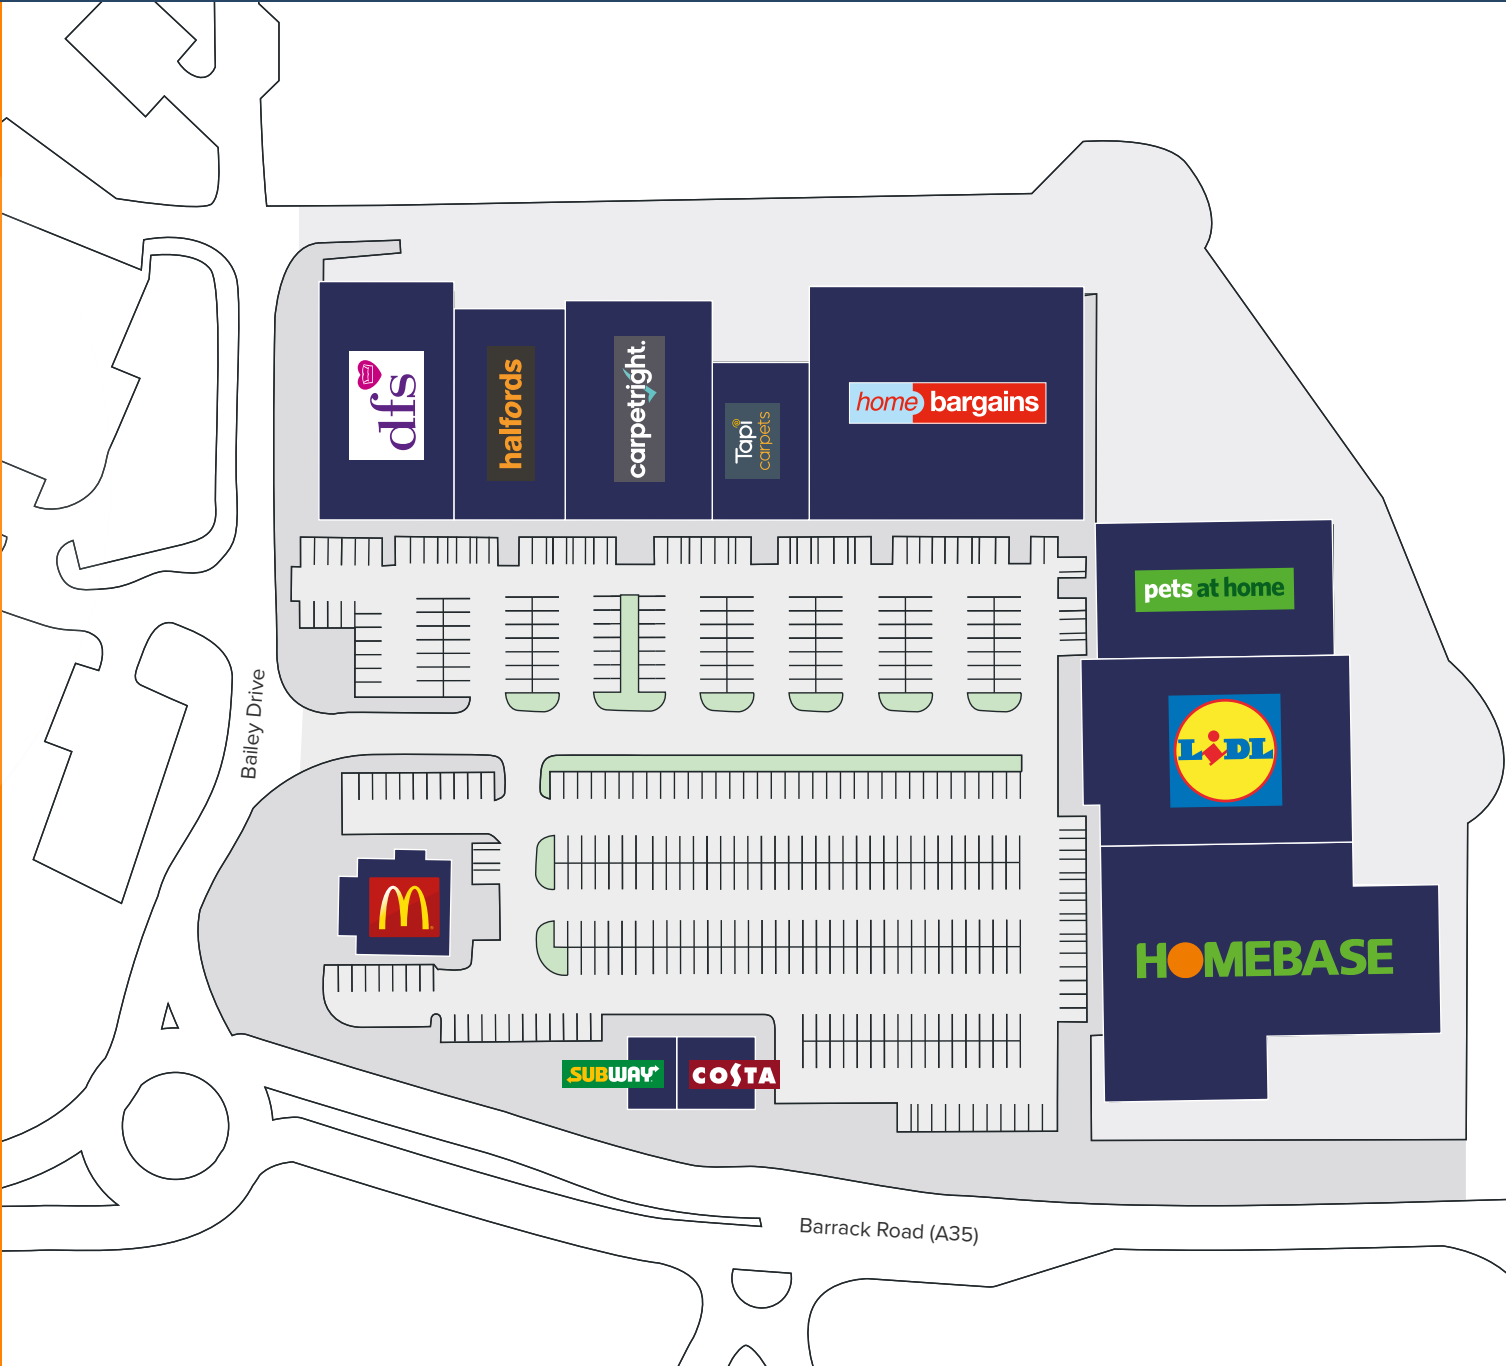 dfs
halfords
carpetright.
Tapi
carpets
home bargains
pets at home
LiDL
HOMEBASE
Bailey Drive
M
SUBWAY
COSTA
Barrack Road (A35)